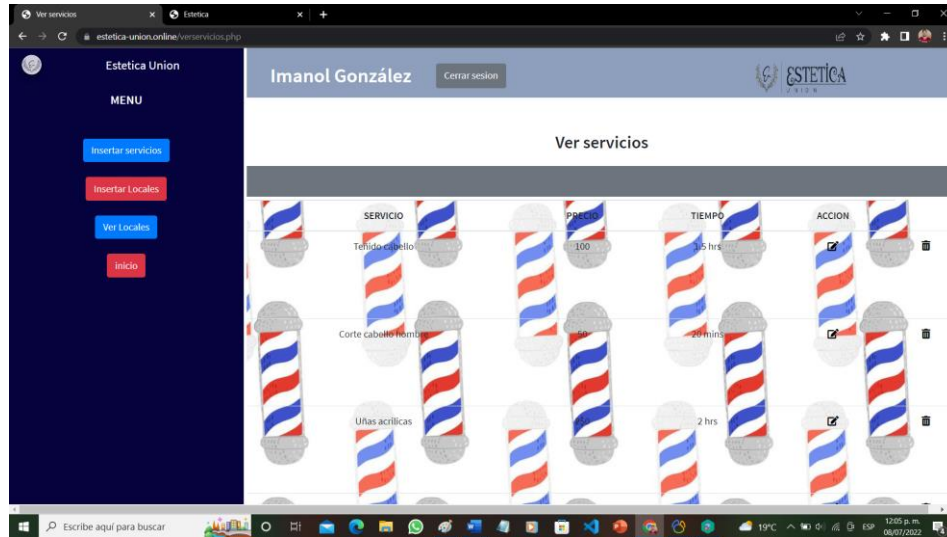 Ver servicios
Estetica
estetica-union.online/verservicios.php
Estetica Union
MENU
Insertar servicios
Insertar Locales
Ver Locales
inicio
Imanol González
Cerrar sesion
ESTETICA
UNION
Ver servicios
SERVICIO PRECIO TIEMPO ACCION
Teñido cabello 100 1.5 hrs
Corte cabello hombre 50 20 mins
Uñas acrilicas 2 hrs
Escribe aquí para buscar
19°C
ESP
12:05 p. m.
08/07/2022